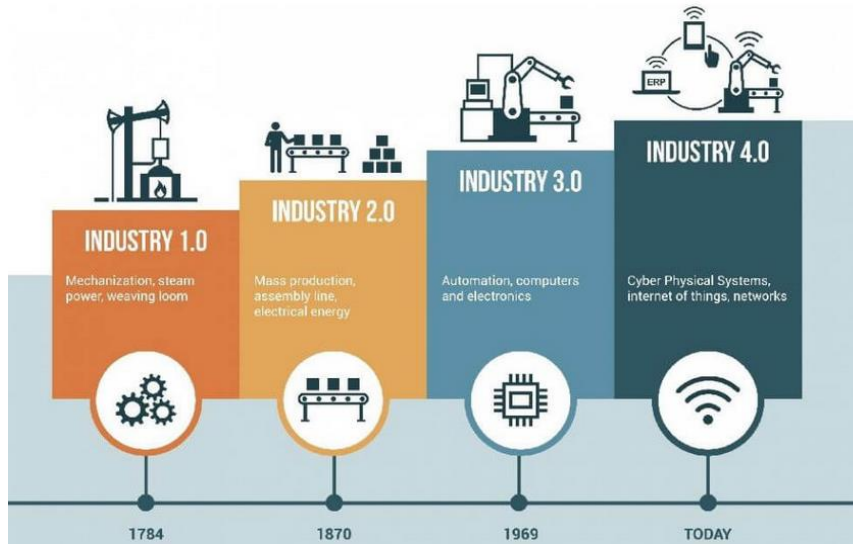 ERP
INDUSTRY 1.0
Mechanization, steam
power, weaving loom
INDUSTRY 2.0
Mass production,
assembly line,
electrical energy
INDUSTRY 3.0
Automation, computers
and electronics
INDUSTRY 4.0
Cyber Physical Systems,
internet of things, networks
1784
1870
1969
TODAY